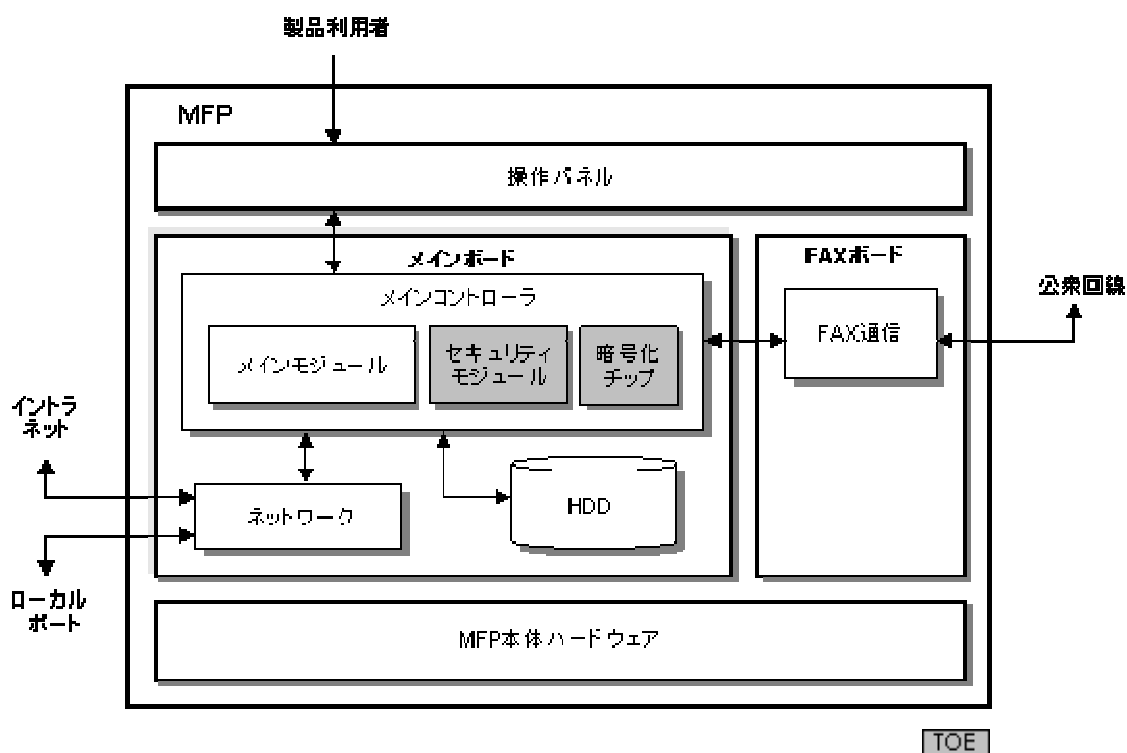 製品利用者
MFP
操作パネル
メインボード
メインコントローラ
メインモジュール
セキュリティ
モジュール
暗号化
チップ
FAXボード
FAX通信
公衆回線
イントラ
ネット
ネットワーク
HDD
ローカル
ポート
MFP本体ハードウェア
TOE